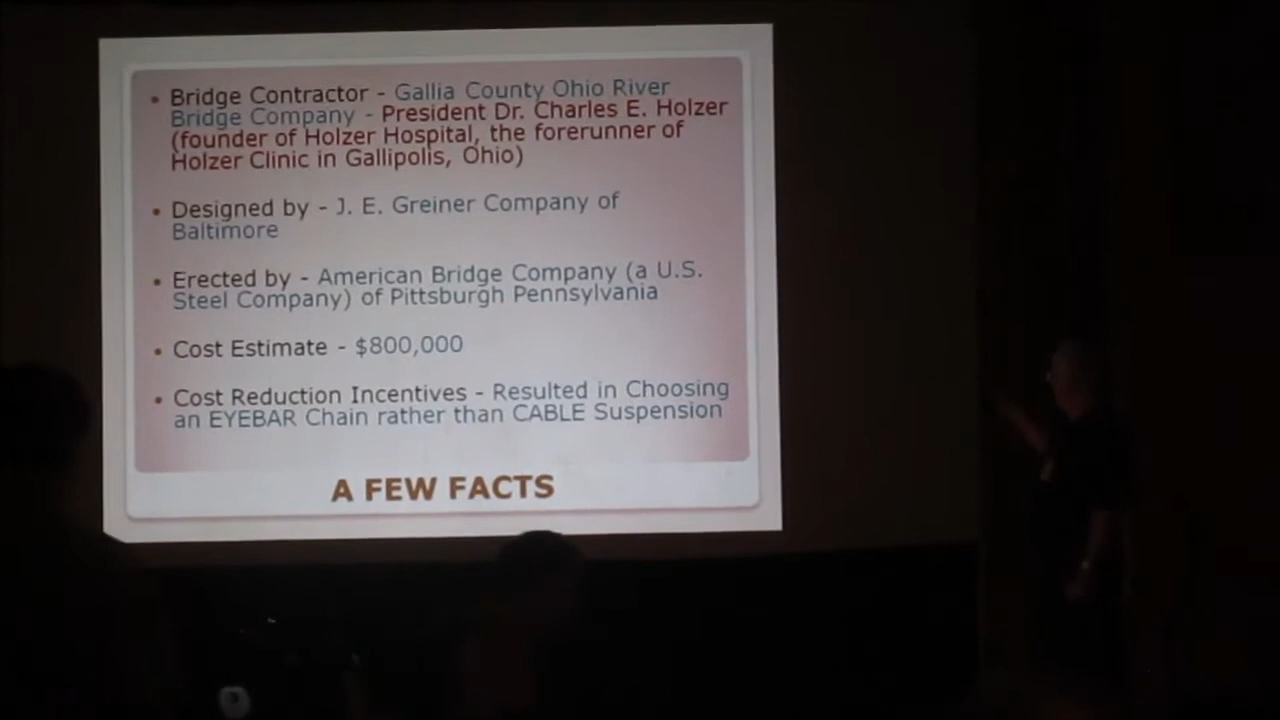 • Bridge Contractor - Gallia County Ohio River
Bridge Company - President Dr. Charles E. Holzer
(founder of Holzer Hospital, the forerunner of
Holzer Clinic in Gallipolis, Ohio)
• Designed by - J. E. Greiner Company of
Baltimore
• Erected by - American Bridge Company (a U.S.
Steel Company) of Pittsburgh Pennsylvania
• Cost Estimate - $800,000
• Cost Reduction Incentives - Resulted in Choosing
an EYEBAR Chain rather than CABLE Suspension
A FEW FACTS